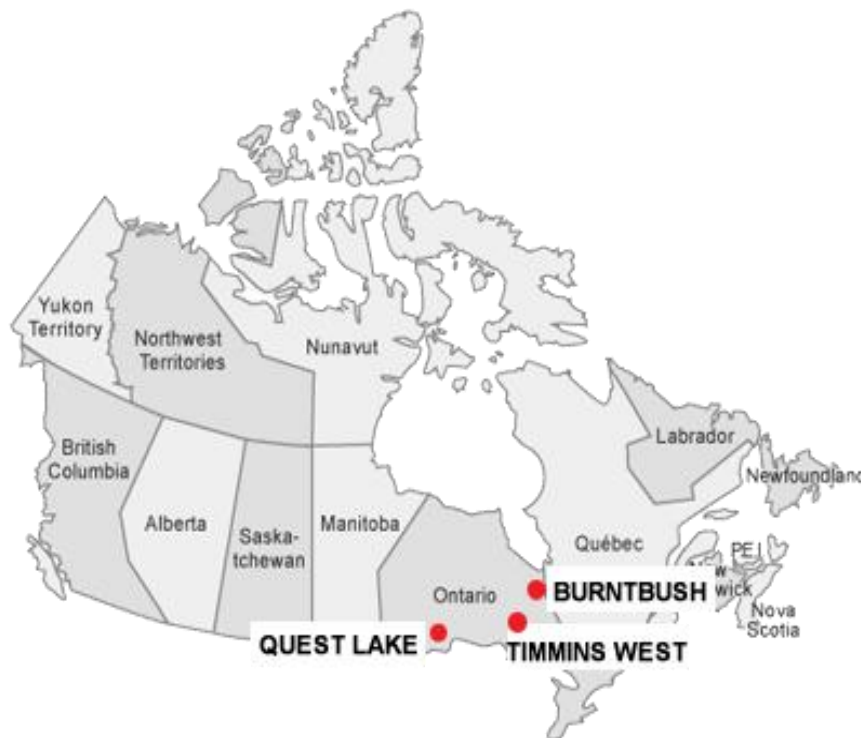 Yukon
Territory
Northwest
Territories
Nunavut
British
Columbia
Alberta
Saska-
tchewan
Manitoba
Ontario
Québec
Labrador
Newfoundland
PEI
Nova
Scotia
BURNTBUSH
QUEST LAKE
TIMMINS WEST